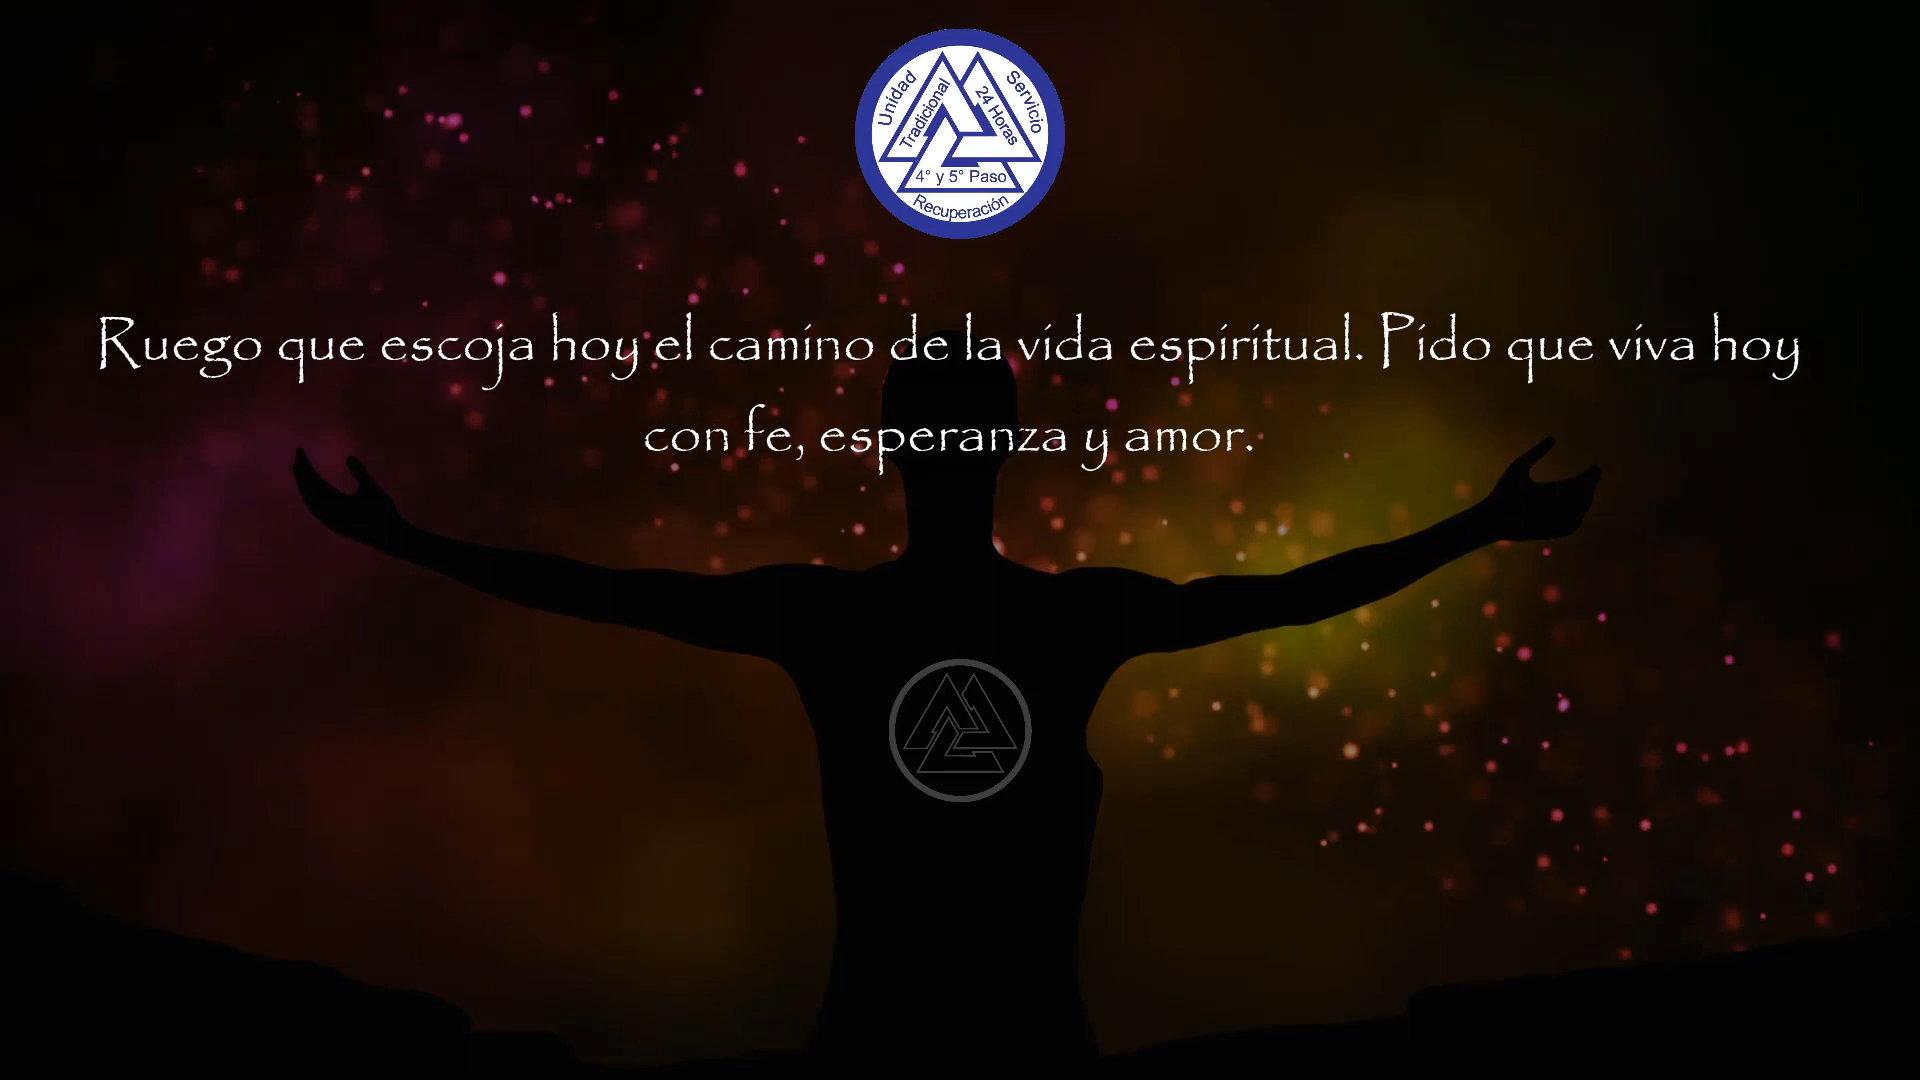 Unidad
Servicio
Tradicional
24 Horas
4° y 5° Paso
Recuperación
Ruego que escoja hoy el camino de la vida espiritual. Pido que viva hoy
con fe, esperanza y amor.